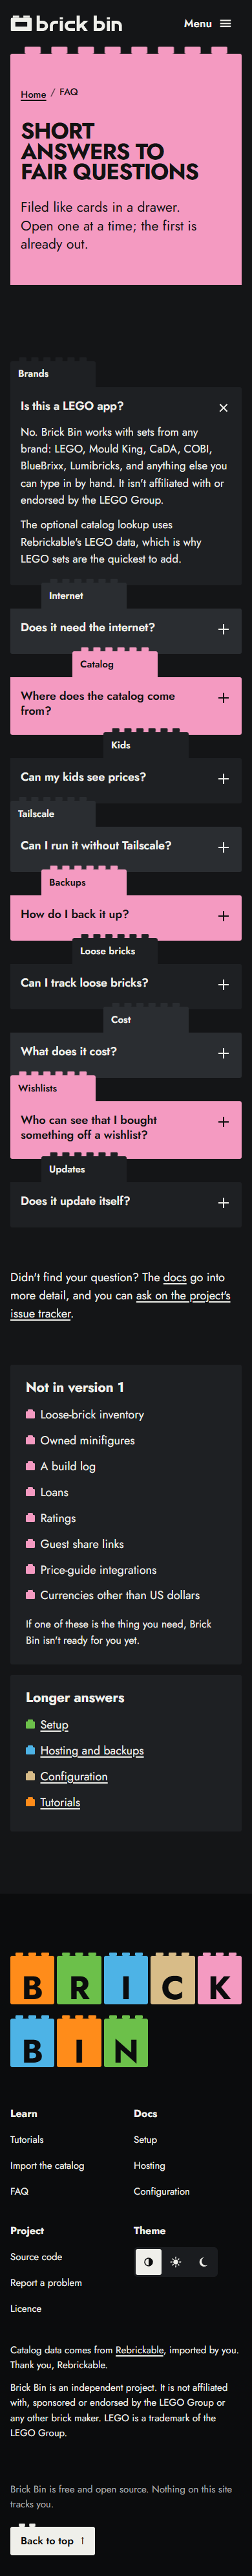 brick bin
Menu
Home / FAQ
SHORT
ANSWERS TO
FAIR QUESTIONS
Filed like cards in a drawer.
Open one at a time; the first is
already out.
Brands
Is this a LEGO app?
No. Brick Bin works with sets from any
brand: LEGO, Mould King, CaDA, COBI,
BlueBrixx, Lumibricks, and anything else you
can type in by hand. It isn't affiliated with or
endorsed by the LEGO Group.
The optional catalog lookup uses
Rebrickable's LEGO data, which is why
LEGO sets are the quickest to add.
Internet
Does it need the internet?
Catalog
Where does the catalog come
from?
Kids
Can my kids see prices?
Tailscale
Can I run it without Tailscale?
Backups
How do I back it up?
Loose bricks
Can I track loose bricks?
Cost
What does it cost?
Wishlists
Who can see that I bought
something off a wishlist?
Updates
Does it update itself?
Didn't find your question? The docs go into
more detail, and you can ask on the project's
issue tracker.
Not in version 1
Loose-brick inventory
Owned minifigures
A build log
Loans
Ratings
Guest share links
Price-guide integrations
Currencies other than US dollars
If one of these is the thing you need, Brick
Bin isn't ready for you yet.
Longer answers
Setup
Hosting and backups
Configuration
Tutorials
BRICK
BIN
Learn
Tutorials
Import the catalog
FAQ
Docs
Setup
Hosting
Configuration
Project
Source code
Report a problem
Licence
Theme
Catalog data comes from Rebrickable, imported by you.
Thank you, Rebrickable.
Brick Bin is an independent project. It is not affiliated
with, sponsored or endorsed by the LEGO Group or
any other brick maker. LEGO is a trademark of the
LEGO Group.
Brick Bin is free and open source. Nothing on this site
tracks you.
Back to top ↑